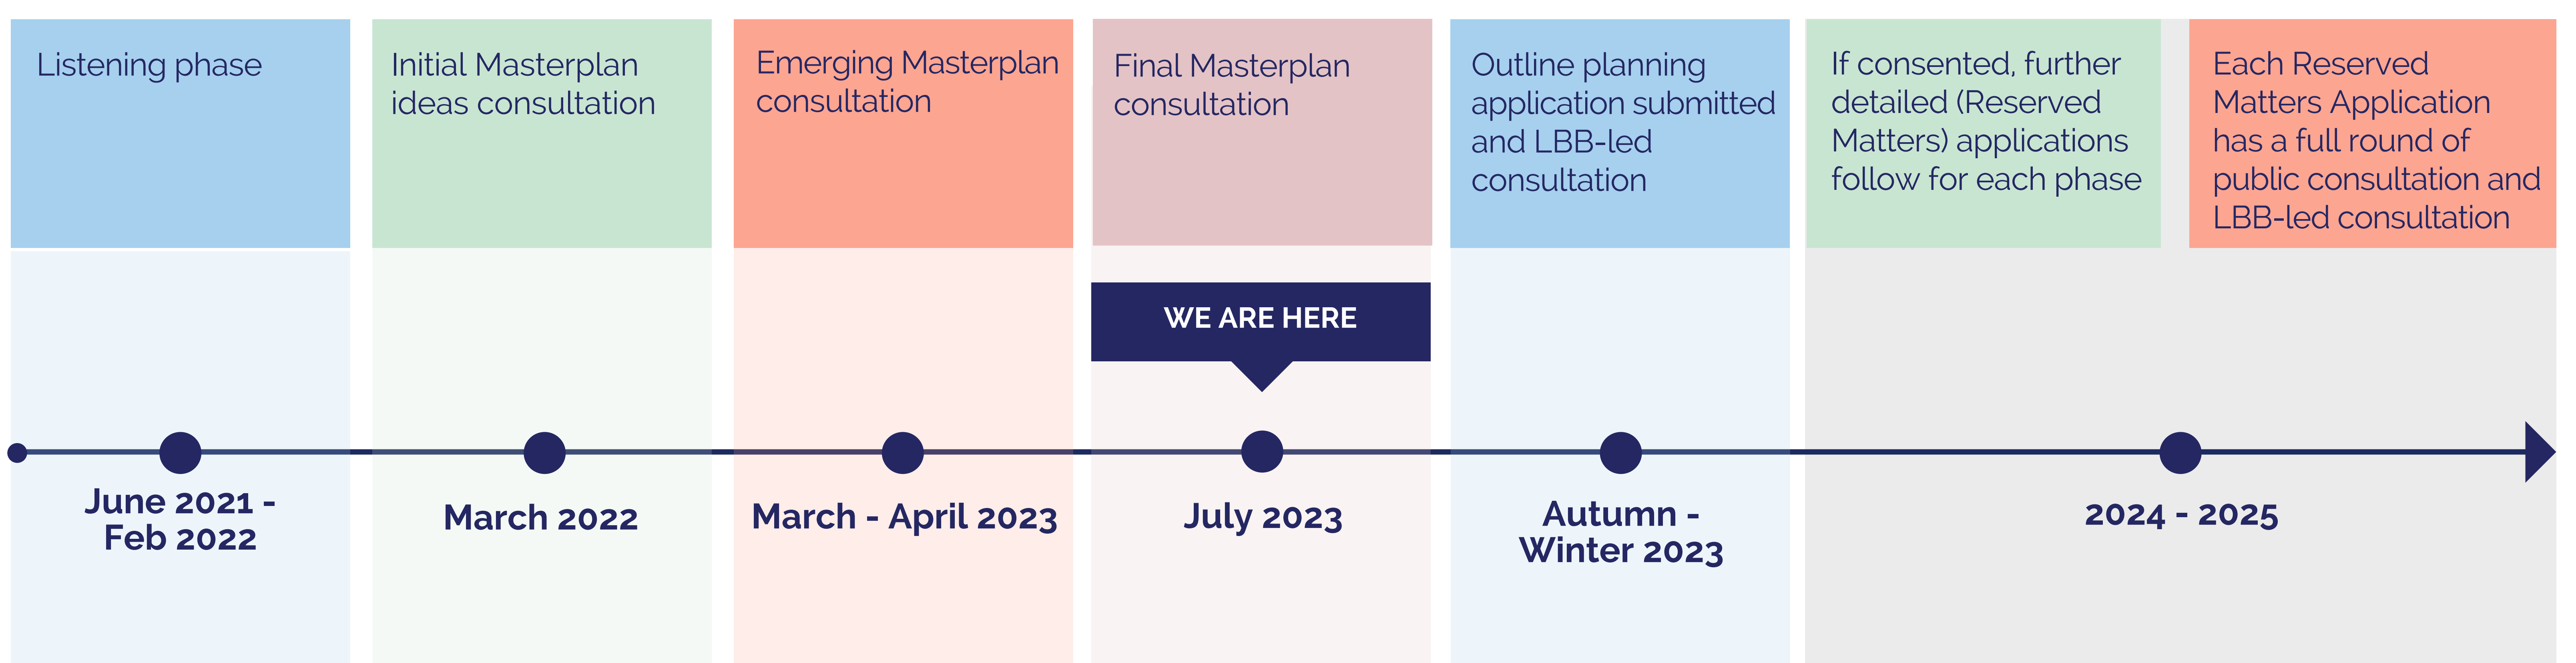 Listening phase
Initial Masterplan
ideas consultation
Emerging Masterplan
consultation
Final Masterplan
consultation
Outline planning
application submitted
and LBB-led
consultation
If consented, further
detailed (Reserved
Matters) applications
follow for each phase
Each Reserved
Matters Application
has a full round of
public consultation and
LBB-led consultation
WE ARE HERE
June 2021 -
Feb 2022
March 2022
March - April 2023
July 2023
Autumn -
Winter 2023
2024 - 2025